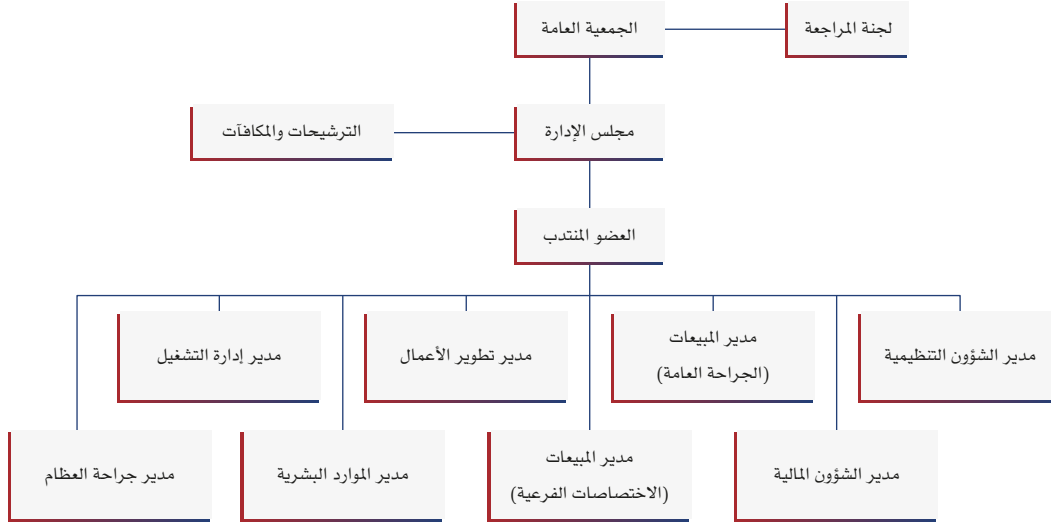 لجنة المراجعة
الجمعية العامة
مجلس الإدارة
الترشيحات والمكافآت
العضو المنتدب
مدير الشؤون التنظيمية
مدير المبيعات
(الجراحة العامة)
مدير تطوير الأعمال
مدير إدارة التشغيل
مدير الشؤون المالية
مدير المبيعات
(الاختصاصات الفرعية)
مدير الموارد البشرية
مدير جراحة العظام